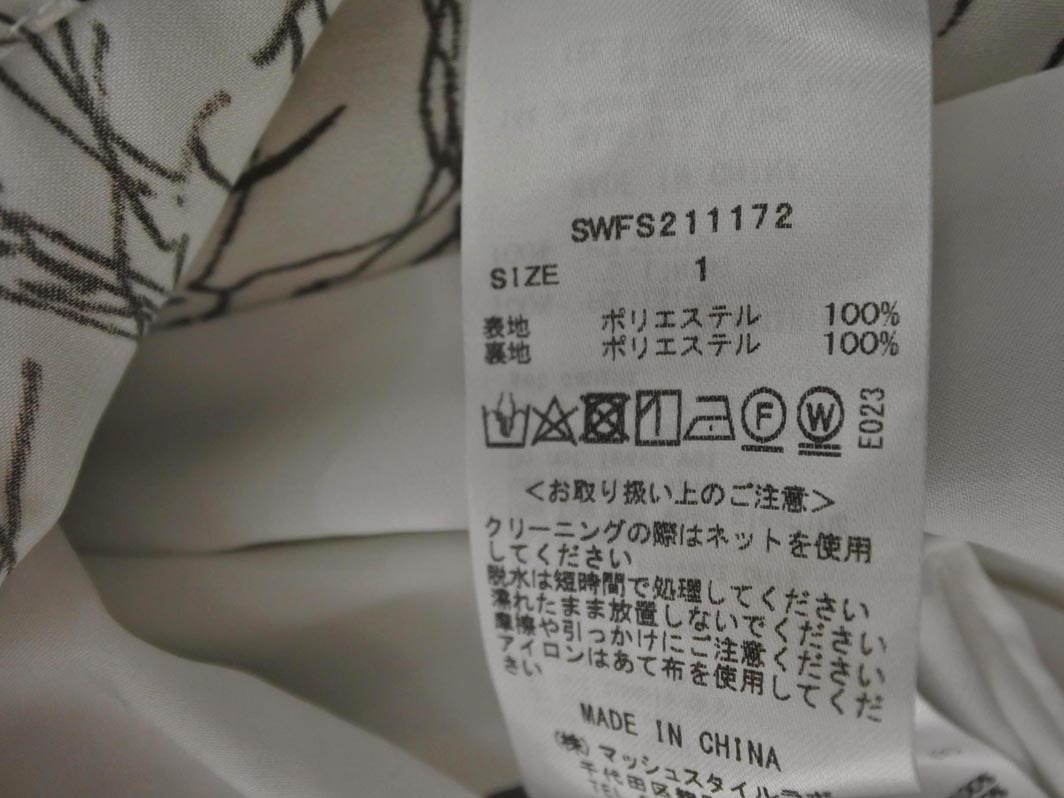 SWFS211172
SIZE 1
表地 ポリエステル 100%
裏地 ポリエステル 100%
F W E023
<お取り扱い上のご注意>
クリーニングの際はネットを使用
してください
脱水は短時間で処理してください
濡れたまま放置しないでください
摩擦や引っかけにご注意ください
アイロンはあて布を使用してくだ
さい
MADE IN CHINA
(株)マッシュスタイルラボ
千代田区麹
TEL